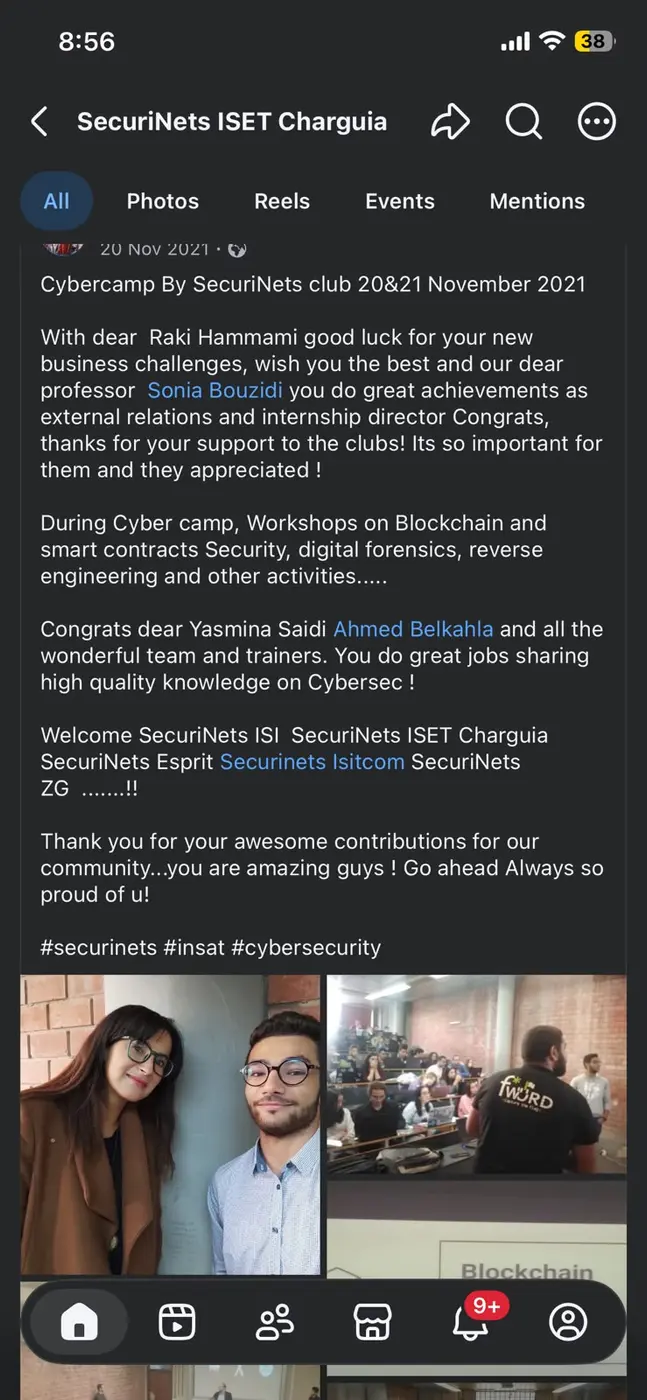 8:56
38
SecuriNets ISET Charguia
All Photos Reels Events Mentions
20 Nov 2021 ·
Cybercamp By SecuriNets club 20&21 November 2021
With dear Raki Hammami good luck for your new
business challenges, wish you the best and our dear
professor Sonia Bouzidi you do great achievements as
external relations and internship director Congrats,
thanks for your support to the clubs! Its so important for
them and they appreciated !
During Cyber camp, Workshops on Blockchain and
smart contracts Security, digital forensics, reverse
engineering and other activities.....
Congrats dear Yasmina Saidi Ahmed Belkahla and all the
wonderful team and trainers. You do great jobs sharing
high quality knowledge on Cybersec !
Welcome SecuriNets ISI SecuriNets ISET Charguia
SecuriNets Esprit Securinets Isitcom SecuriNets
ZG .......!!
Thank you for your awesome contributions for our
community...you are amazing guys ! Go ahead Always so
proud of u!
#securinets #insat #cybersecurity
fwORD
Blockchain
9+